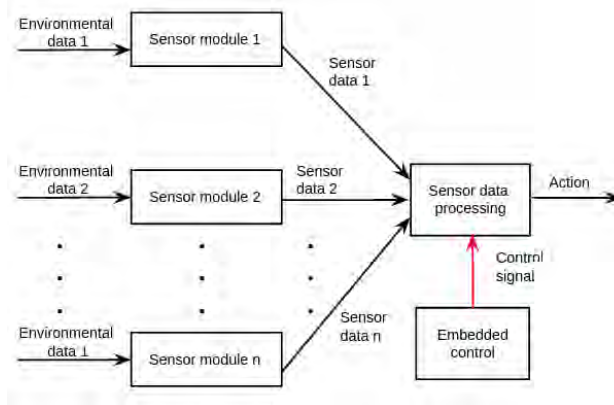 Environmental
data 1
Sensor module 1
Sensor
data 1
Environmental
data 2
Sensor module 2
Sensor
data 2
Sensor data
processing
Action
Control
signal
Environmental
data 1
Sensor module n
Sensor
data n
Embedded
control